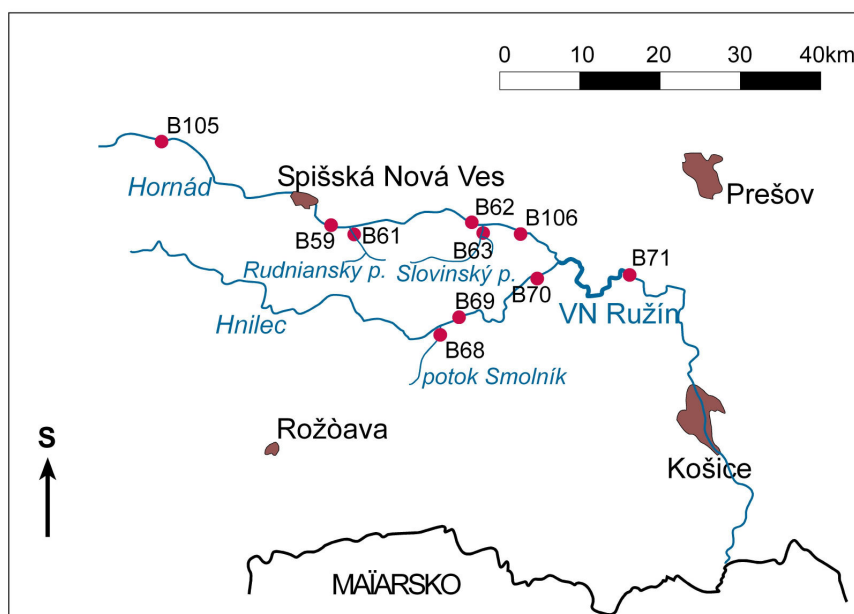 0 10 20 30 40km
B105
Hornád
Spišská Nová Ves
Prešov
B59
B61
B62
B63
B106
Rudniansky p.
Slovinský p.
B71
B70
VN Ružín
Hnilec
B69
B68
potok Smolník
Rožòava
Košice
S
MAÏARSKO